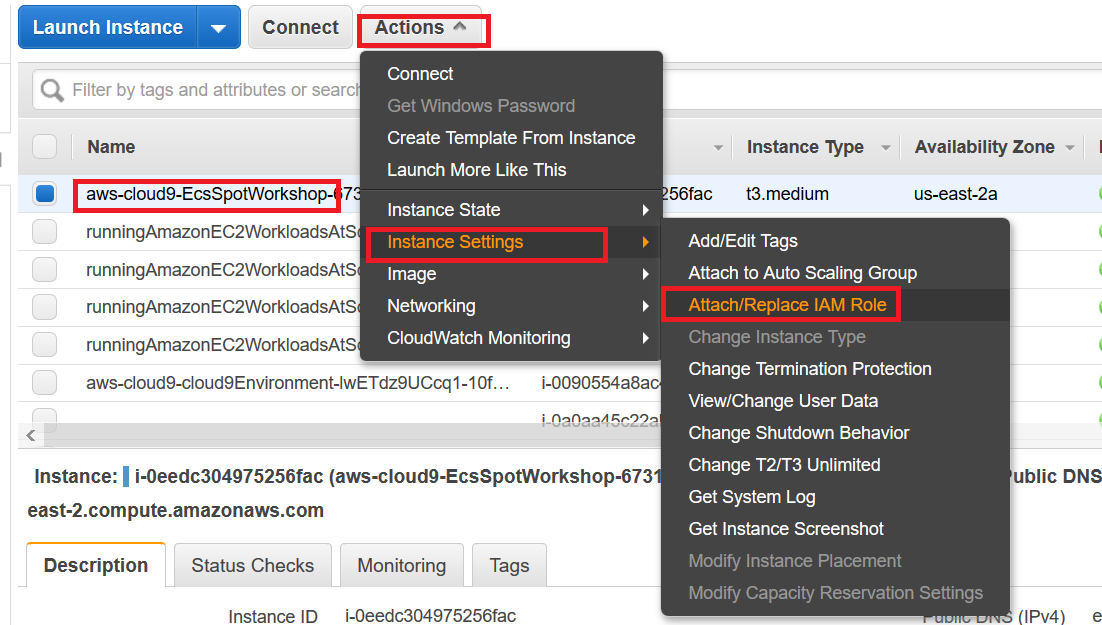 Launch Instance
Connect
Actions
Filter by tags and attributes or search
Name
Instance Type
Availability Zone
aws-cloud9-EcsSpotWorkshop-673
256fac
t3.medium
us-east-2a
runningAmazonEC2WorkloadsAtSc
runningAmazonEC2WorkloadsAtSc
runningAmazonEC2WorkloadsAtSc
runningAmazonEC2WorkloadsAtSc
aws-cloud9-cloud9Environment-lwETdz9UCcq1-10f…
i-0090554a8ac4
i-0a0aa45c22a
Connect
Get Windows Password
Create Template From Instance
Launch More Like This
Instance State
Instance Settings
Image
Networking
CloudWatch Monitoring
Add/Edit Tags
Attach to Auto Scaling Group
Attach/Replace IAM Role
Change Instance Type
Change Termination Protection
View/Change User Data
Change Shutdown Behavior
Change T2/T3 Unlimited
Get System Log
Get Instance Screenshot
Modify Instance Placement
Modify Capacity Reservation Settings
Instance: i-0eedc304975256fac (aws-cloud9-EcsSpotWorkshop-6731
Public DNS
east-2.compute.amazonaws.com
Description
Status Checks
Monitoring
Tags
Instance ID
i-0eedc304975256fac
Public DNS (IPv4)